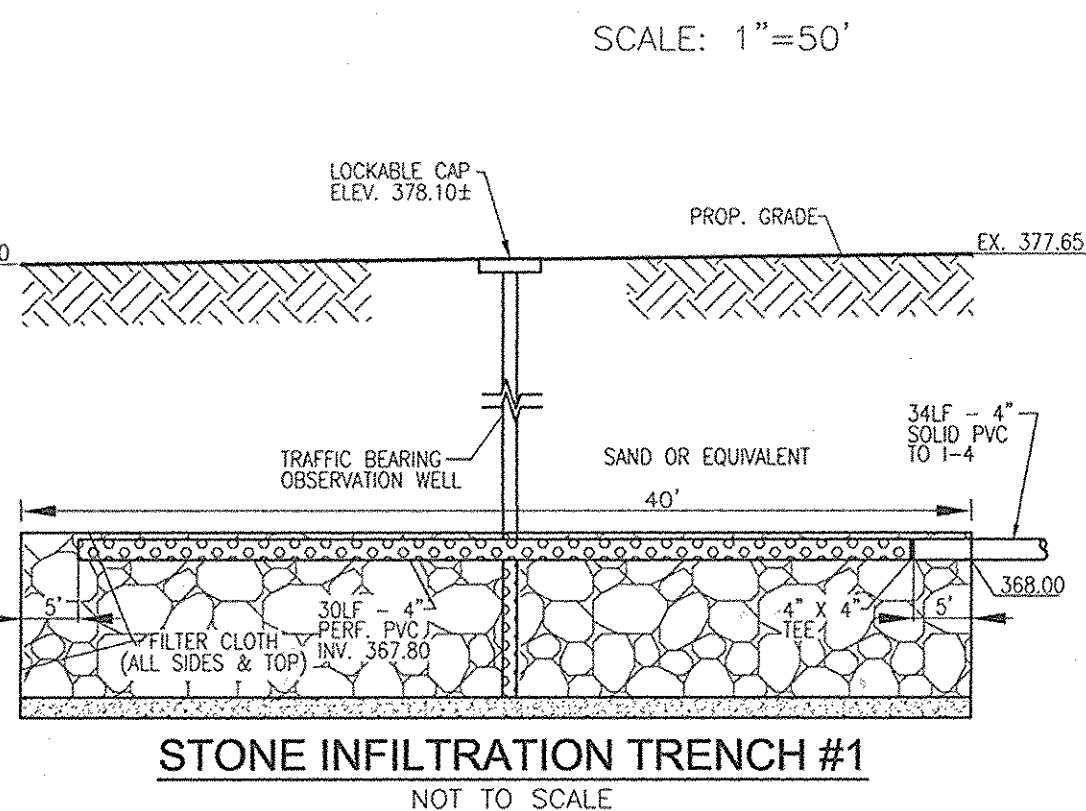 SCALE: 1"=50'
LOCKABLE CAP
ELEV. 378.10±
PROP. GRADE
0
EX. 377.65
34LF - 4"
SOLID PVC
TO I-4
TRAFFIC BEARING
OBSERVATION WELL
SAND OR EQUIVALENT
40'
368.00
5'
30LF - 4"
PERF. PVC
INV. 367.80
4" X 4"
TEE
5'
FILTER CLOTH
(ALL SIDES & TOP)
STONE INFILTRATION TRENCH #1
NOT TO SCALE